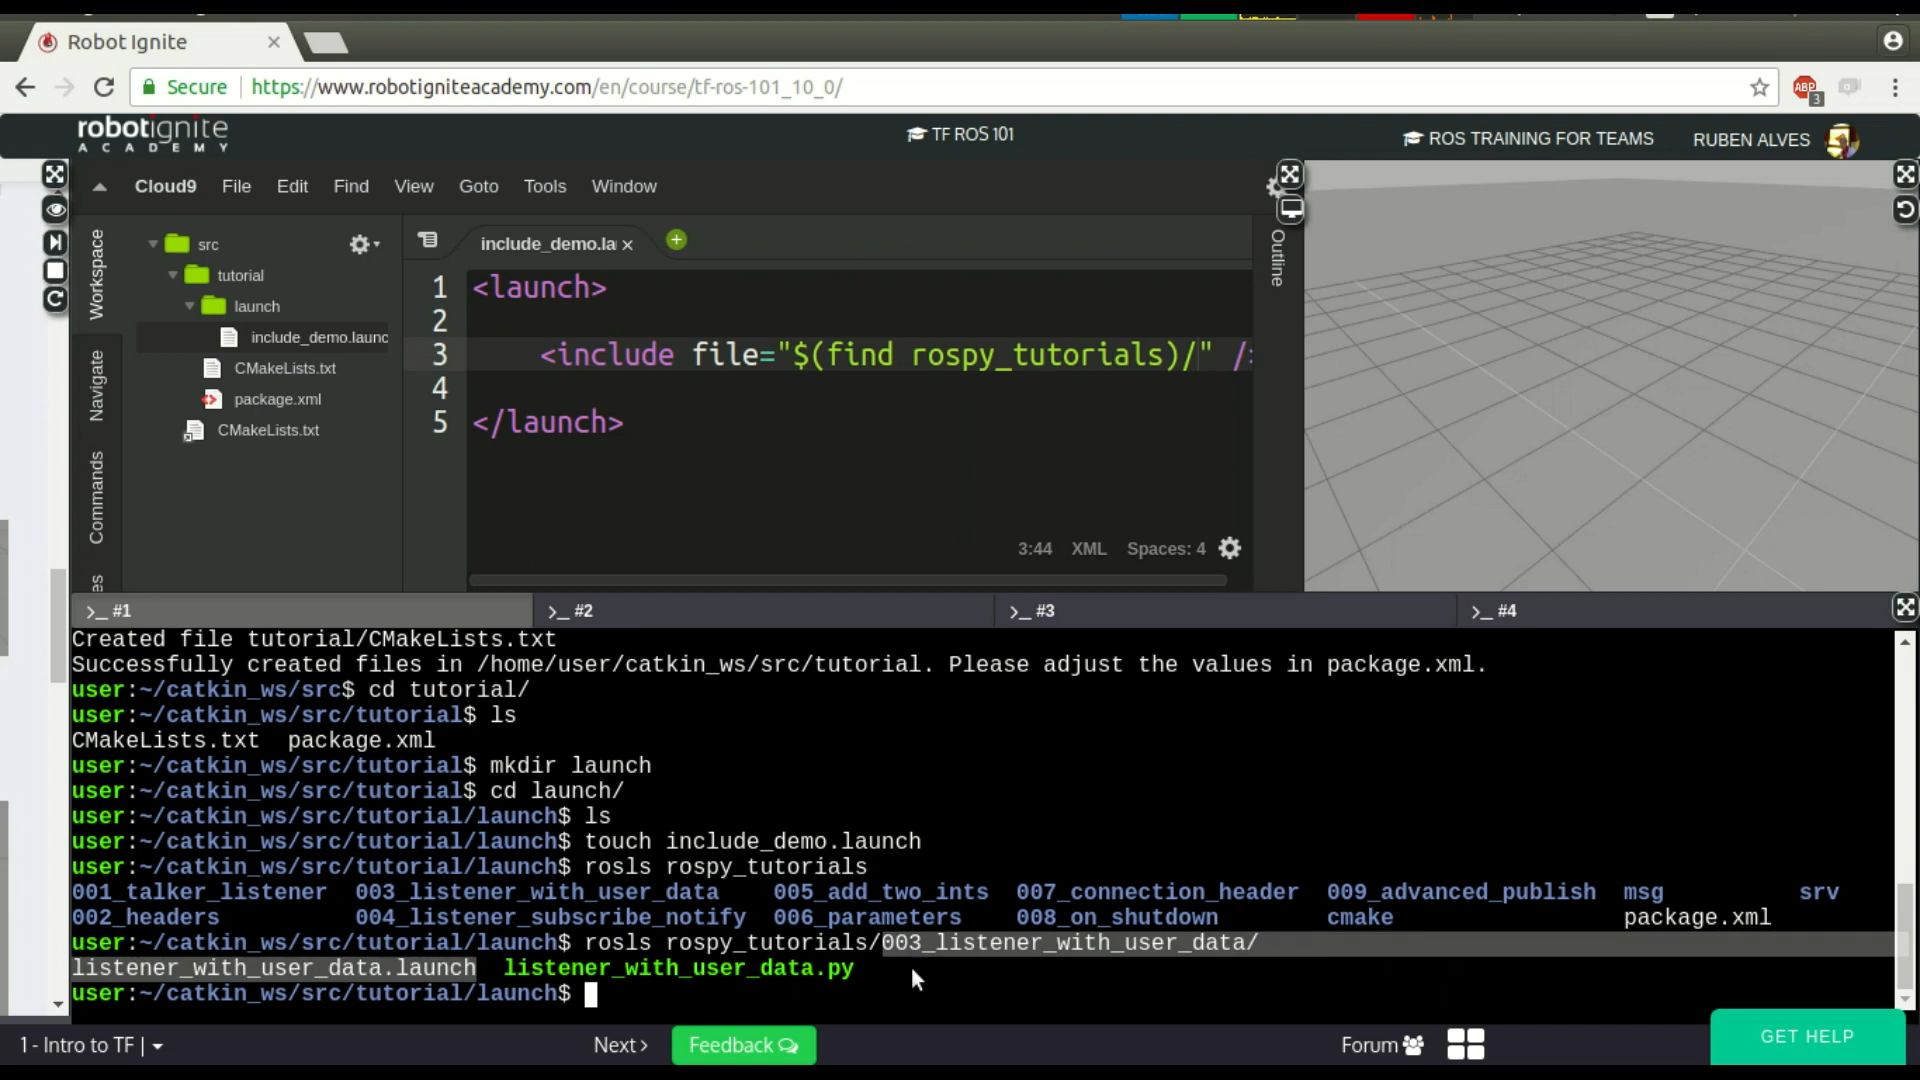 Robot Ignite
Secure https://www.robotigniteacademy.com/en/course/tf-ros-101_10_0/
ABP
3
robotignite
ACADEMY
TF ROS 101
ROS TRAINING FOR TEAMS
RUBEN ALVES
Cloud9 File Edit Find View Goto Tools Window
Workspace
Navigate
Commands
es
src
tutorial
launch
include_demo.launc
CMakeLists.txt
package.xml
CMakeLists.txt
include_demo.la
1 <launch>
2
3 <include file="$(find rospy_tutorials)/" />
4
5 </launch>
3:44 XML Spaces: 4
Outline
>_ #1 >_ #2 >_ #3 >_ #4
Created file tutorial/CMakeLists.txt
Successfully created files in /home/user/catkin_ws/src/tutorial. Please adjust the values in package.xml.
user:~/catkin_ws/src$ cd tutorial/
user:~/catkin_ws/src/tutorial$ ls
CMakeLists.txt package.xml
user:~/catkin_ws/src/tutorial$ mkdir launch
user:~/catkin_ws/src/tutorial$ cd launch/
user:~/catkin_ws/src/tutorial/launch$ ls
user:~/catkin_ws/src/tutorial/launch$ touch include_demo.launch
user:~/catkin_ws/src/tutorial/launch$ rosls rospy_tutorials
001_talker_listener 003_listener_with_user_data 005_add_two_ints 007_connection_header 009_advanced_publish msg srv
002_headers 004_listener_subscribe_notify 006_parameters 008_on_shutdown cmake package.xml
user:~/catkin_ws/src/tutorial/launch$ rosls rospy_tutorials/003_listener_with_user_data/
listener_with_user_data.launch listener_with_user_data.py
user:~/catkin_ws/src/tutorial/launch$
1 - Intro to TF |
Next >
Feedback
Forum
GET HELP